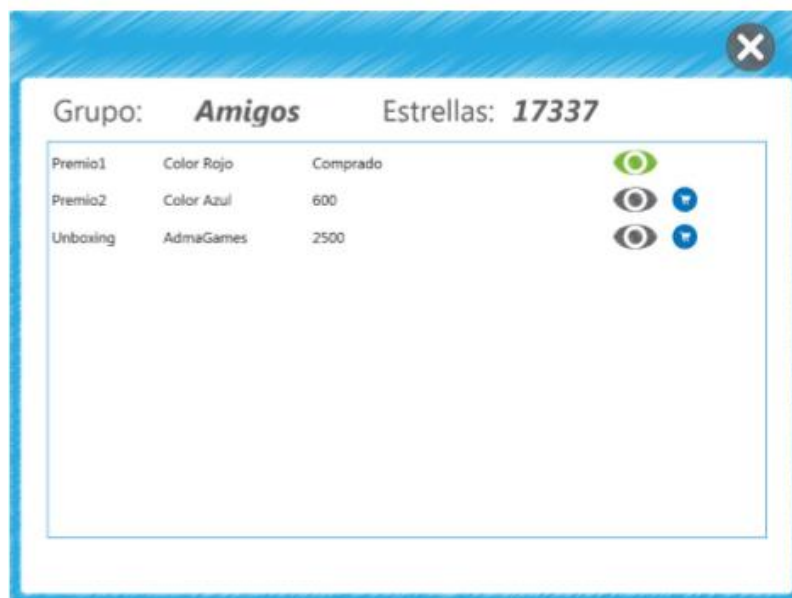 Grupo: Amigos Estrellas: 17337
Premio1 Color Rojo Comprado
Premio2 Color Azul 600
Unboxing AdmaGames 2500